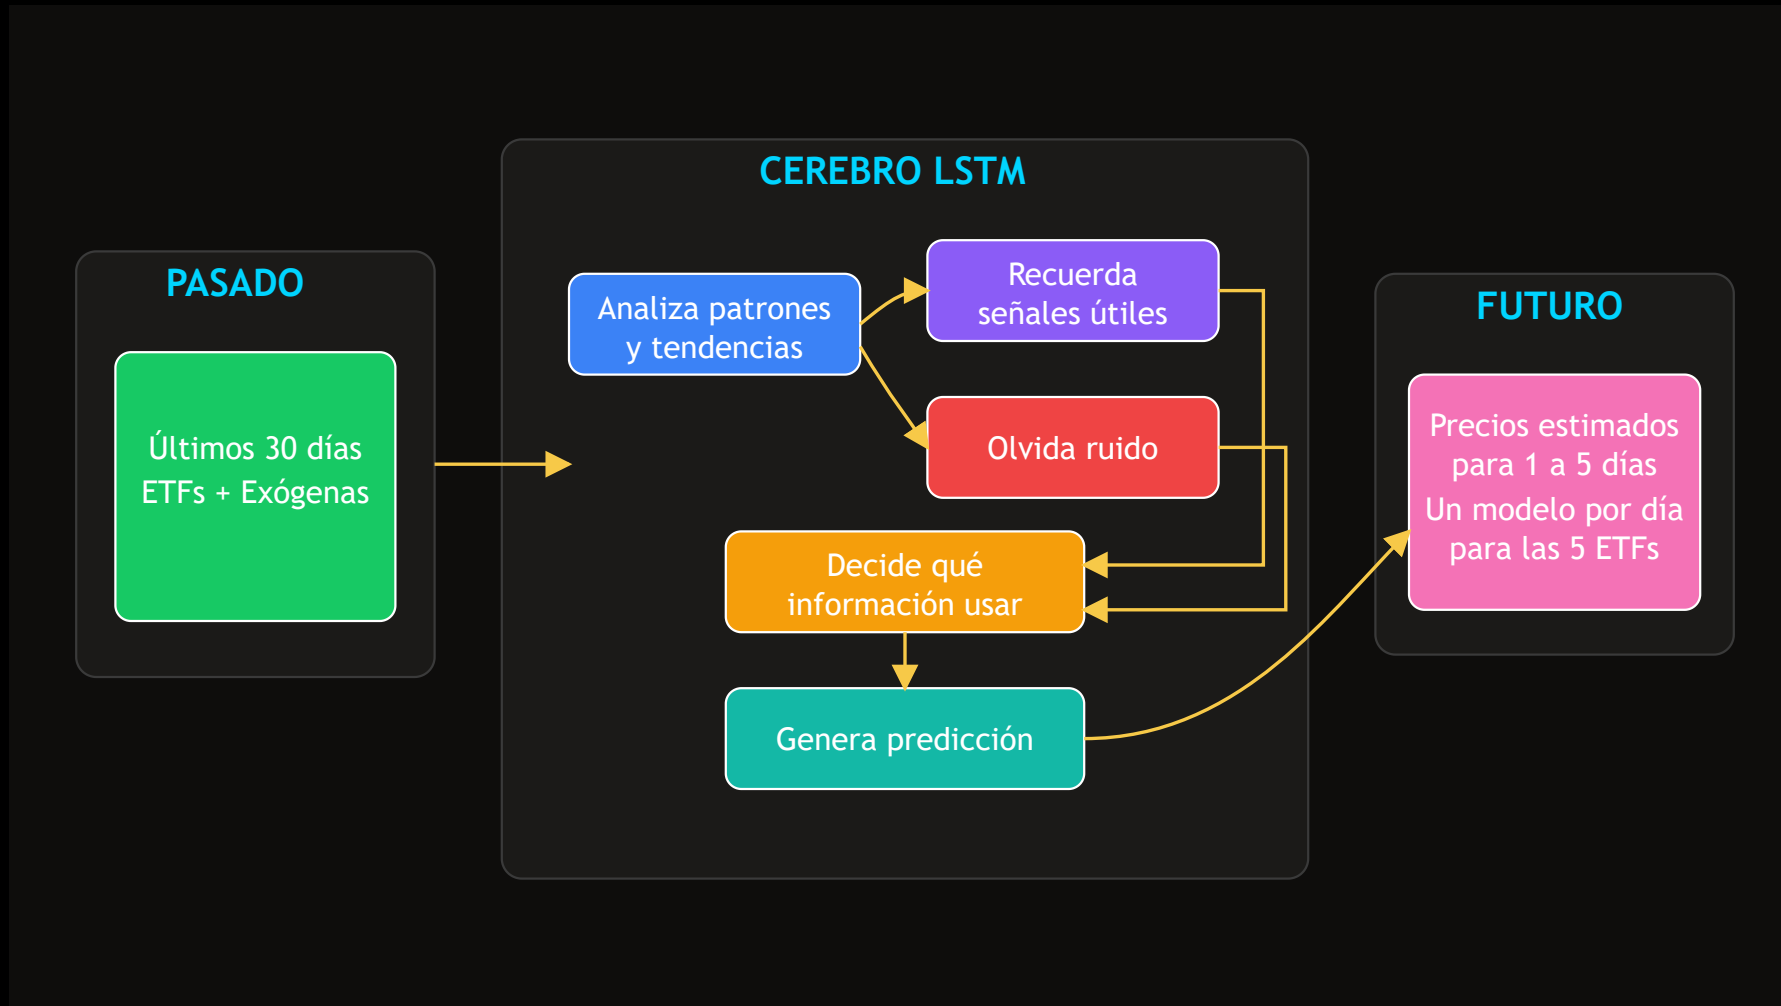 PASADO
Últimos 30 días
ETFs + Exógenas
CEREBRO LSTM
Analiza patrones
y tendencias
Recuerda
señales útiles
Olvida ruido
Decide qué
información usar
Genera predicción
FUTURO
Precios estimados
para 1 a 5 días
Un modelo por día
para las 5 ETFs